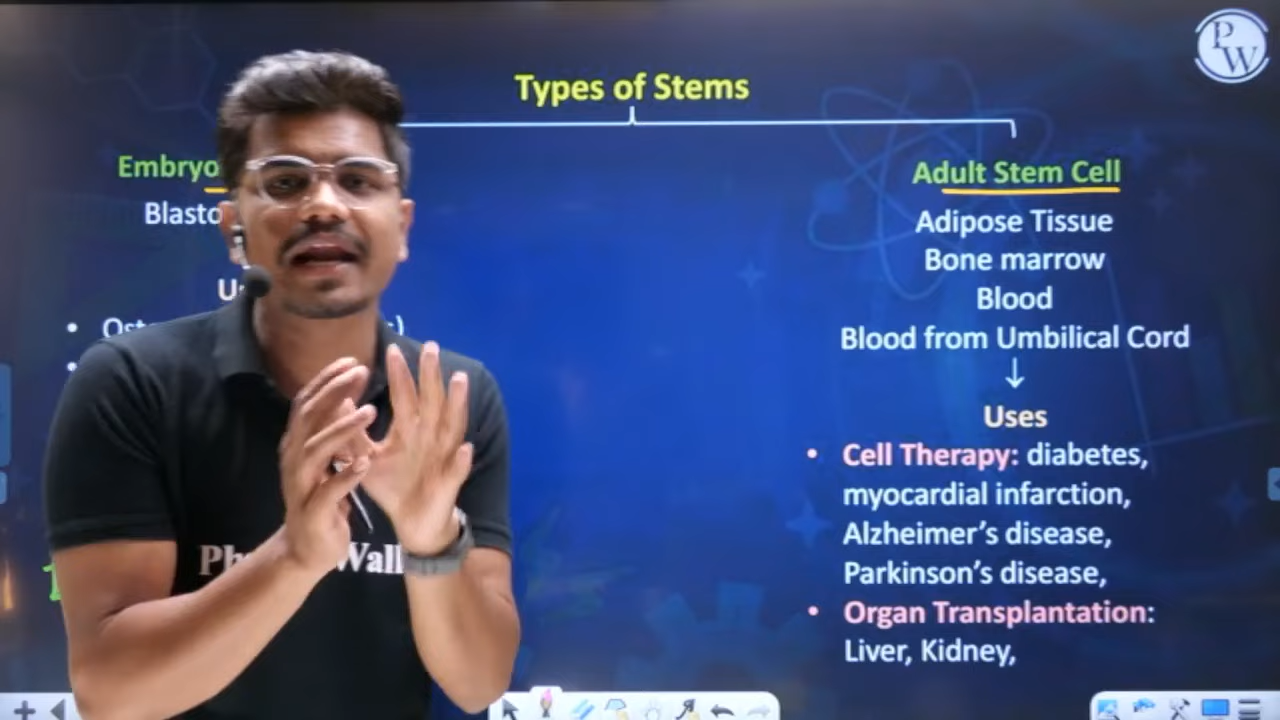 P
W
Types of Stems
Embryo
Blasto
Adult Stem Cell
Adipose Tissue
Bone marrow
Blood
Blood from Umbilical Cord
↓
Uses
• Cell Therapy: diabetes,
myocardial infarction,
Alzheimer's disease,
Parkinson's disease,
• Organ Transplantation:
Liver, Kidney,
Wall